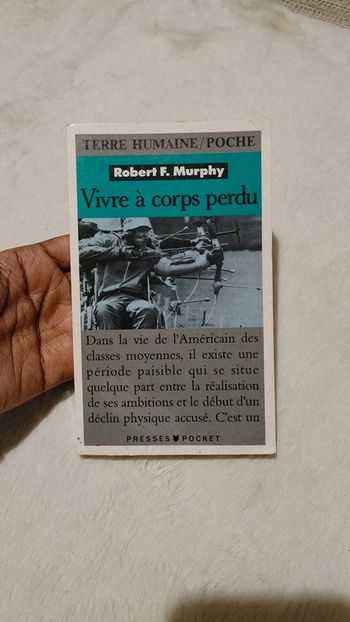 TERRE HUMAINE/POCHE
Robert F. Murphy
Vivre à corps perdu
Dans la vie de l'Américain des
classes moyennes, il existe une
période paisible qui se situe
quelque part entre la réalisation
de ses ambitions et le début d'un
déclin physique accusé. C'est un
PRESSES POCKET